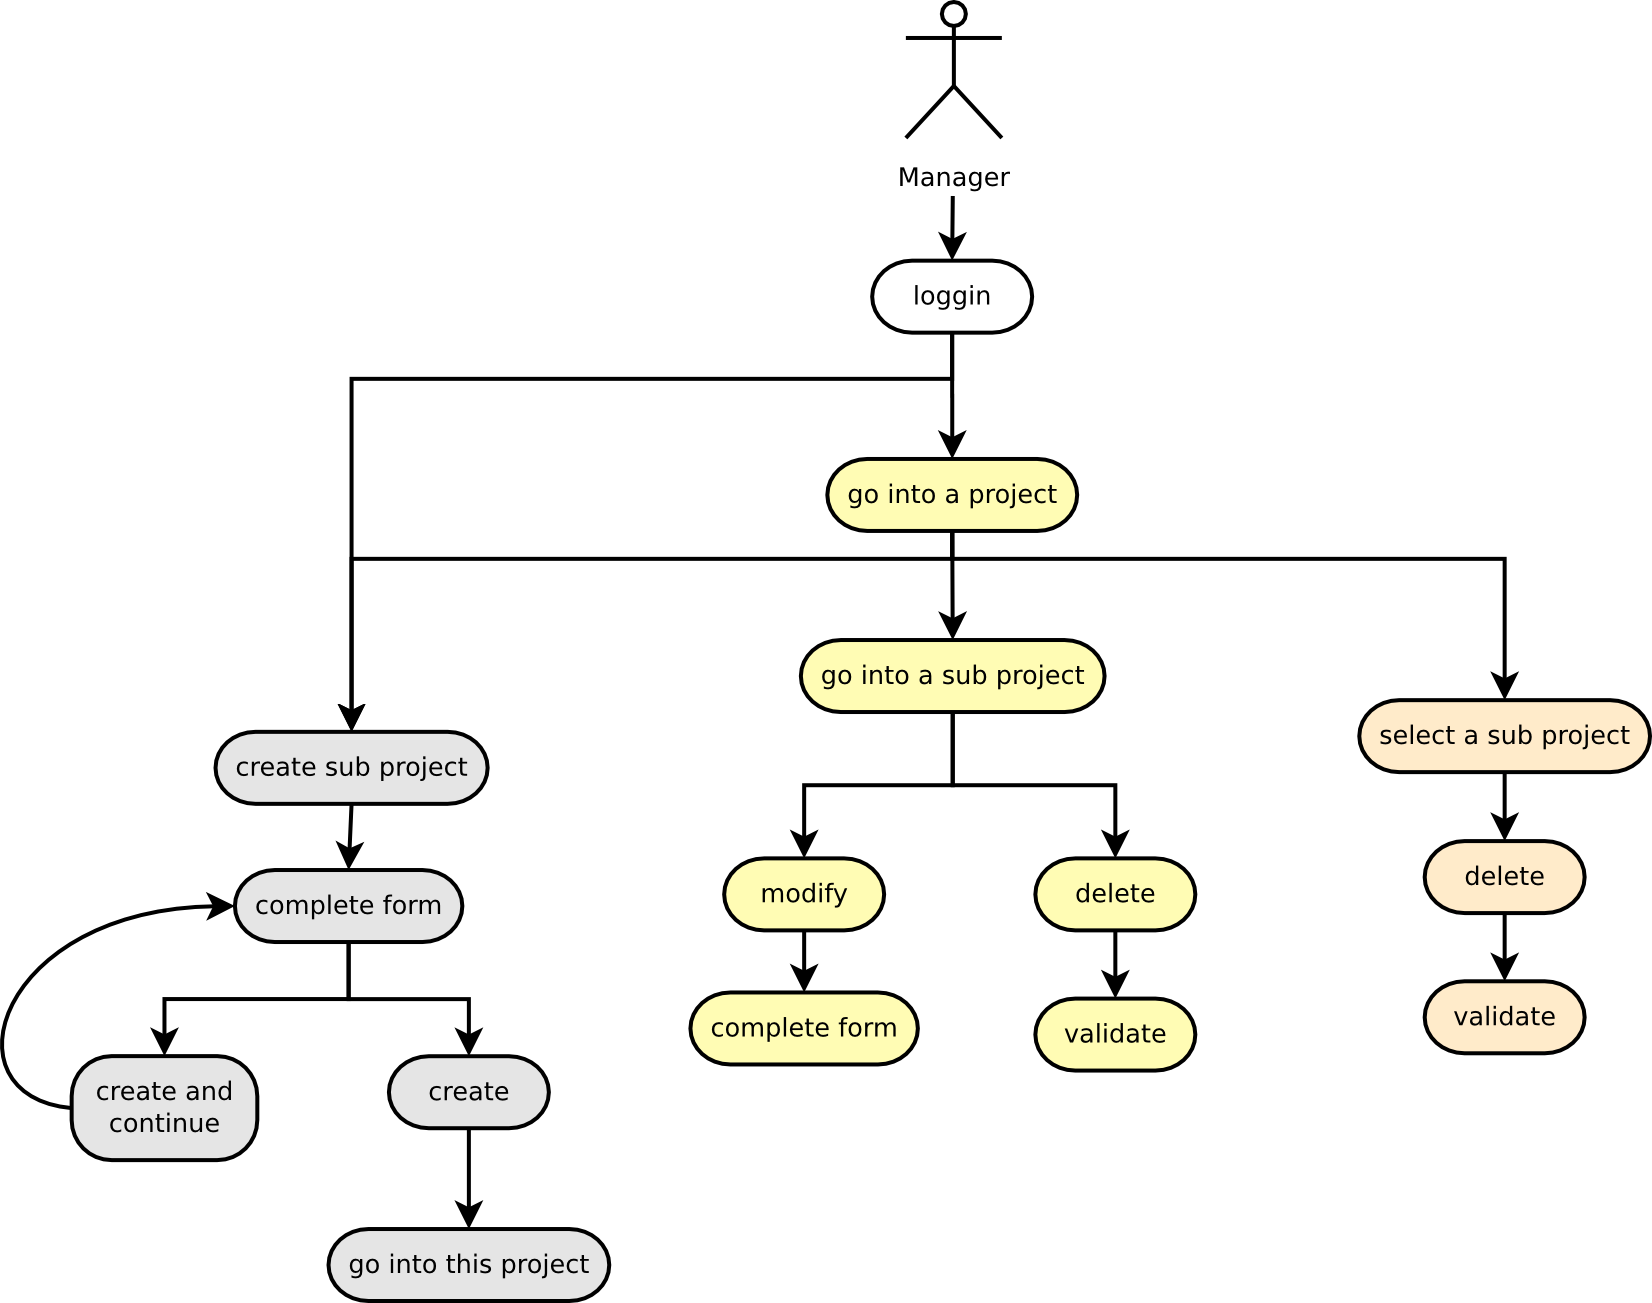 Manager
loggin
go into a project
go into a sub project
select a sub project
create sub project
delete
modify
delete
complete form
validate
complete form
validate
create and
continue
create
go into this project